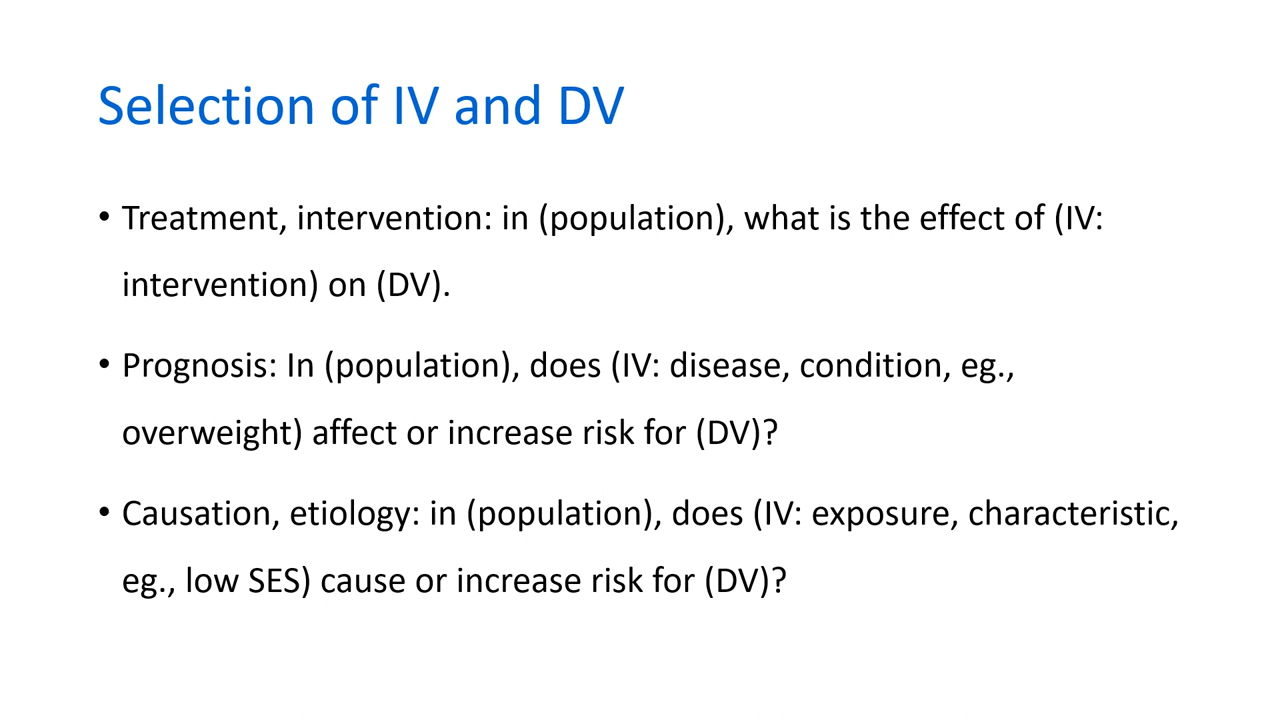 Selection of IV and DV
• Treatment, intervention: in (population), what is the effect of (IV:
intervention) on (DV).
• Prognosis: In (population), does (IV: disease, condition, eg.,
overweight) affect or increase risk for (DV)?
• Causation, etiology: in (population), does (IV: exposure, characteristic,
eg., low SES) cause or increase risk for (DV)?